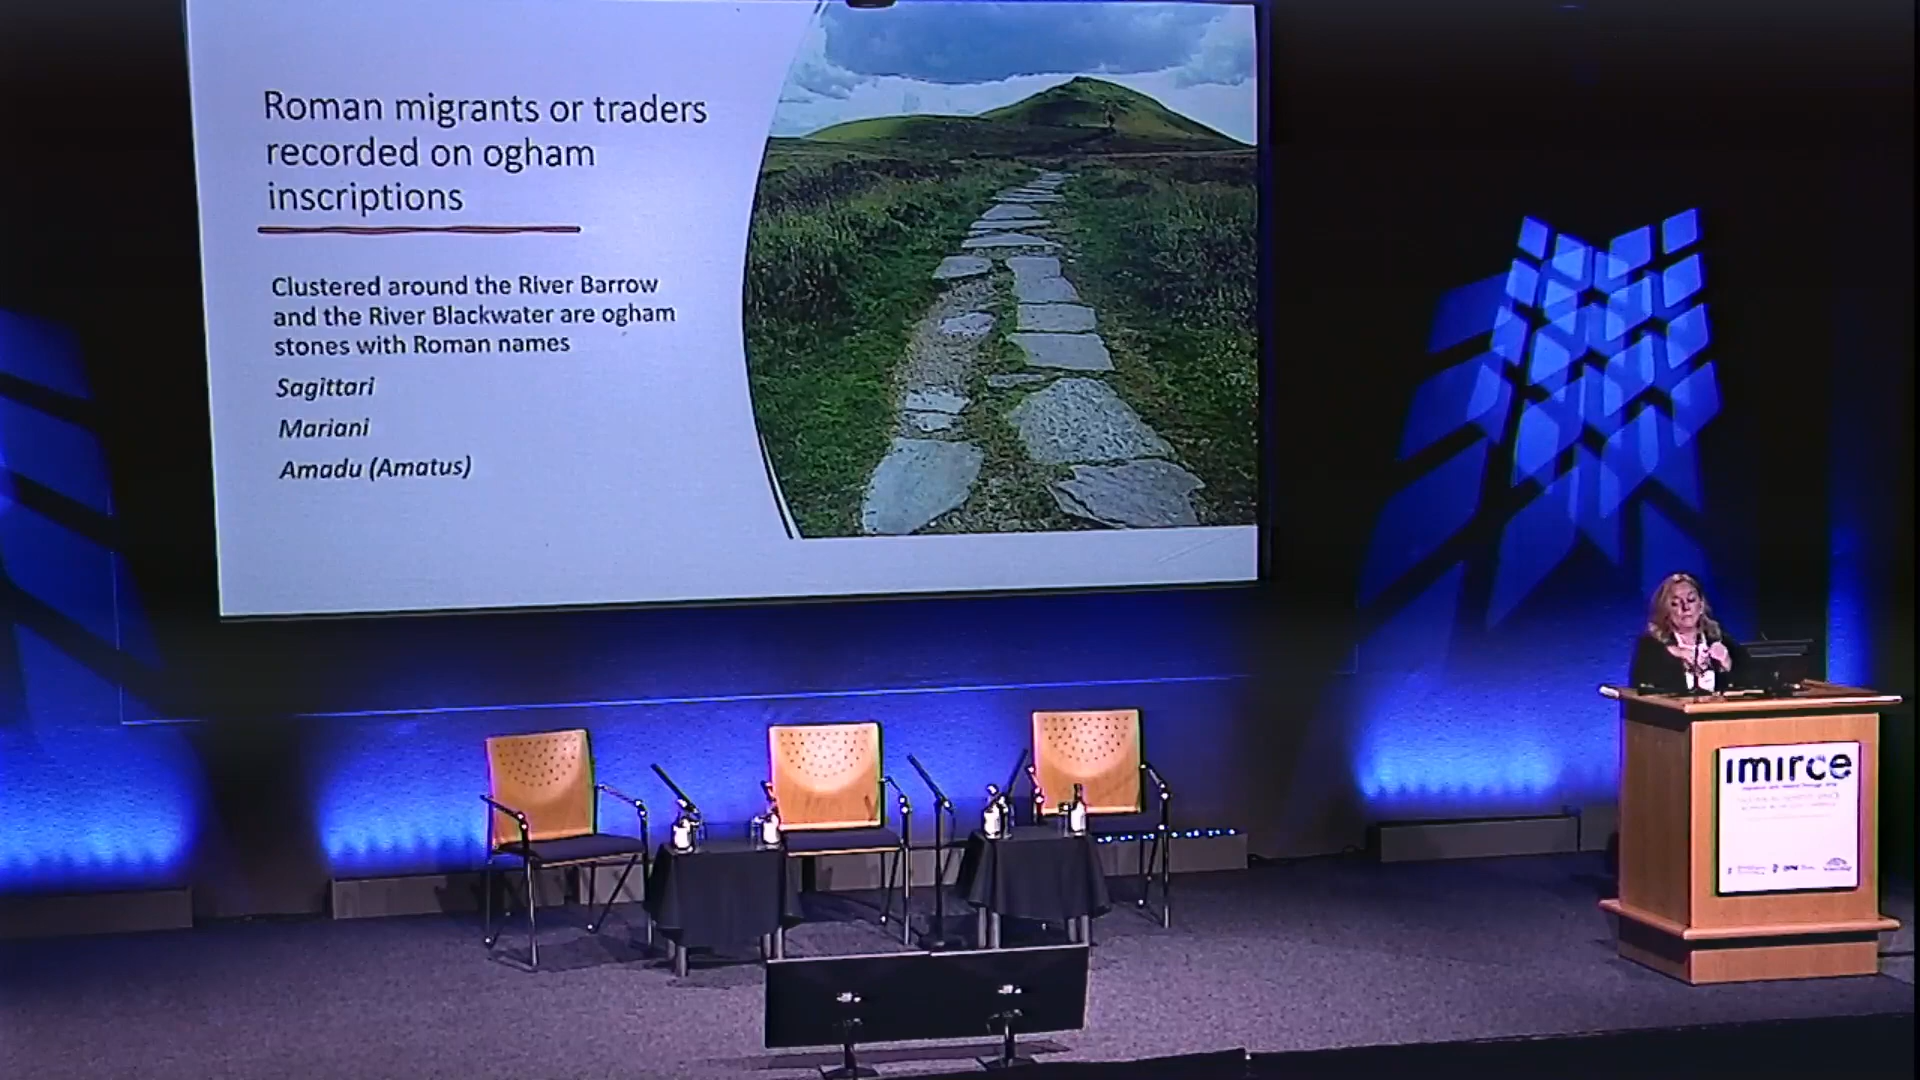 Roman migrants or traders
recorded on ogham
inscriptions
Clustered around the River Barrow
and the River Blackwater are ogham
stones with Roman names
Sagittari
Mariani
Amadu (Amatus)
imirce